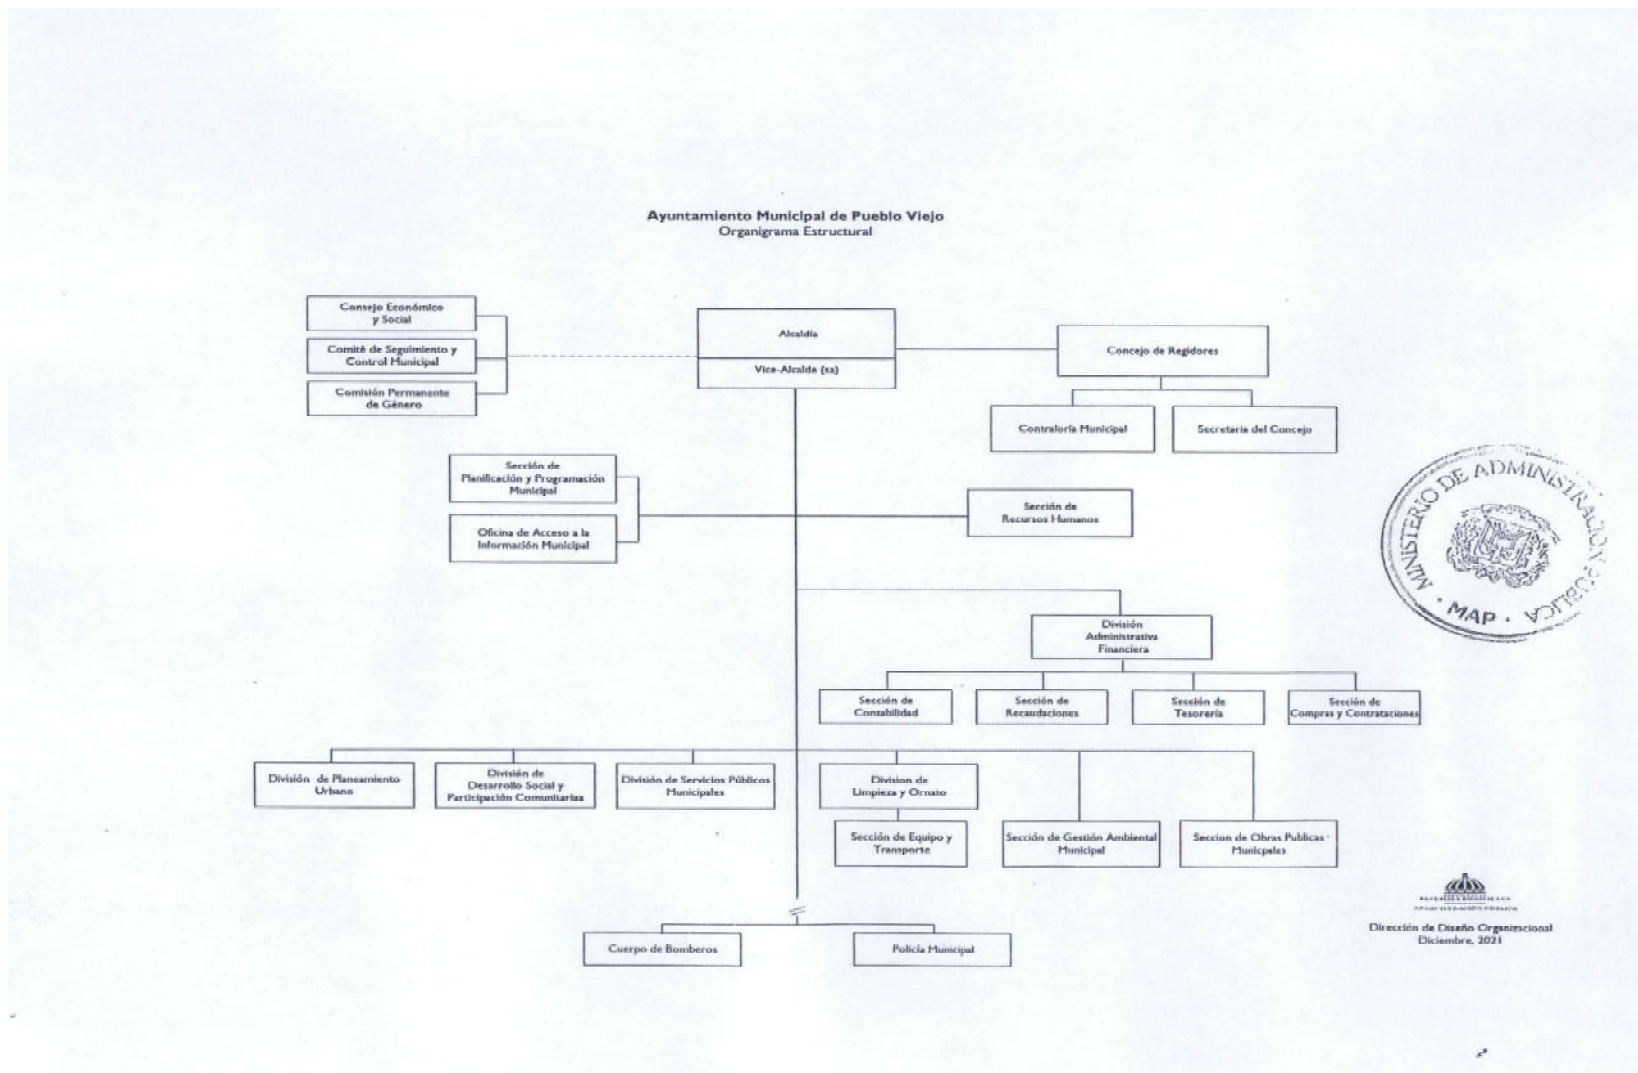 Ayuntamiento Municipal de Pueblo Viejo
Organigrama Estructural
Consejo Económico
y Social
Comité de Seguimiento y
Control Municipal
Comisión Permanente
de Género
Alcaldía
Vice-Alcalde (sa)
Concejo de Regidores
Contraloría Municipal
Secretaria del Concejo
Sección de
Planificación y Programación
Municipal
Oficina de Acceso a la
Información Municipal
Sección de
Recursos Humanos
MINISTERIO DE ADMINISTRACION PUBLICA
· MAP ·
División
Administrativa
Financiera
Sección de
Contabilidad
Sección de
Recaudaciones
Sección de
Tesorería
Sección de
Compras y Contrataciones
División de Planeamiento
Urbano
División de
Desarrollo Social y
Participación Comunitariaa
División de Servicios Públicos
Municipales
Division de
Limpieza y Ornato
Sección de Equipo y
Transporte
Sección de Gestión Ambiental
Municipal
Seccion de Obras Publicas
Municpales
Cuerpo de Bomberos
Policía Municipal
Dirección de Diseño Organizacional
Diciembre, 2021